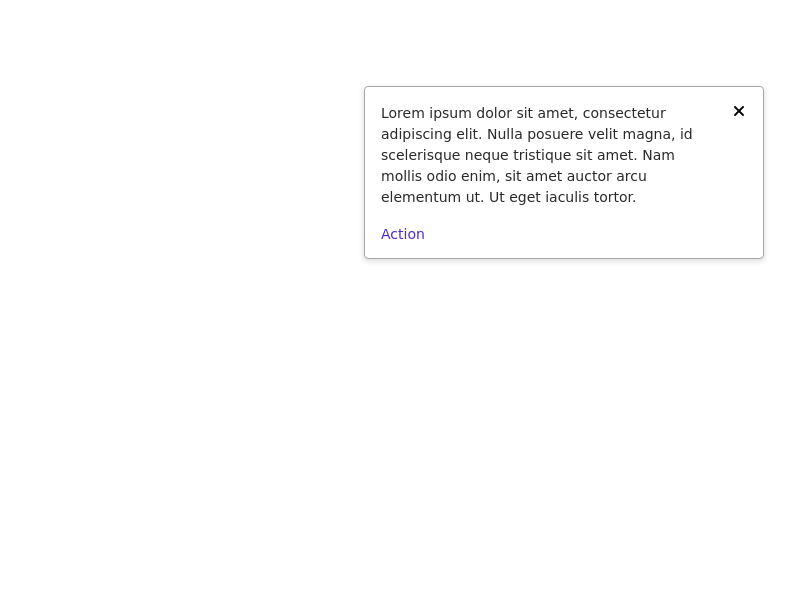 Lorem ipsum dolor sit amet, consectetur
adipiscing elit. Nulla posuere velit magna, id
scelerisque neque tristique sit amet. Nam
mollis odio enim, sit amet auctor arcu
elementum ut. Ut eget iaculis tortor.
Action